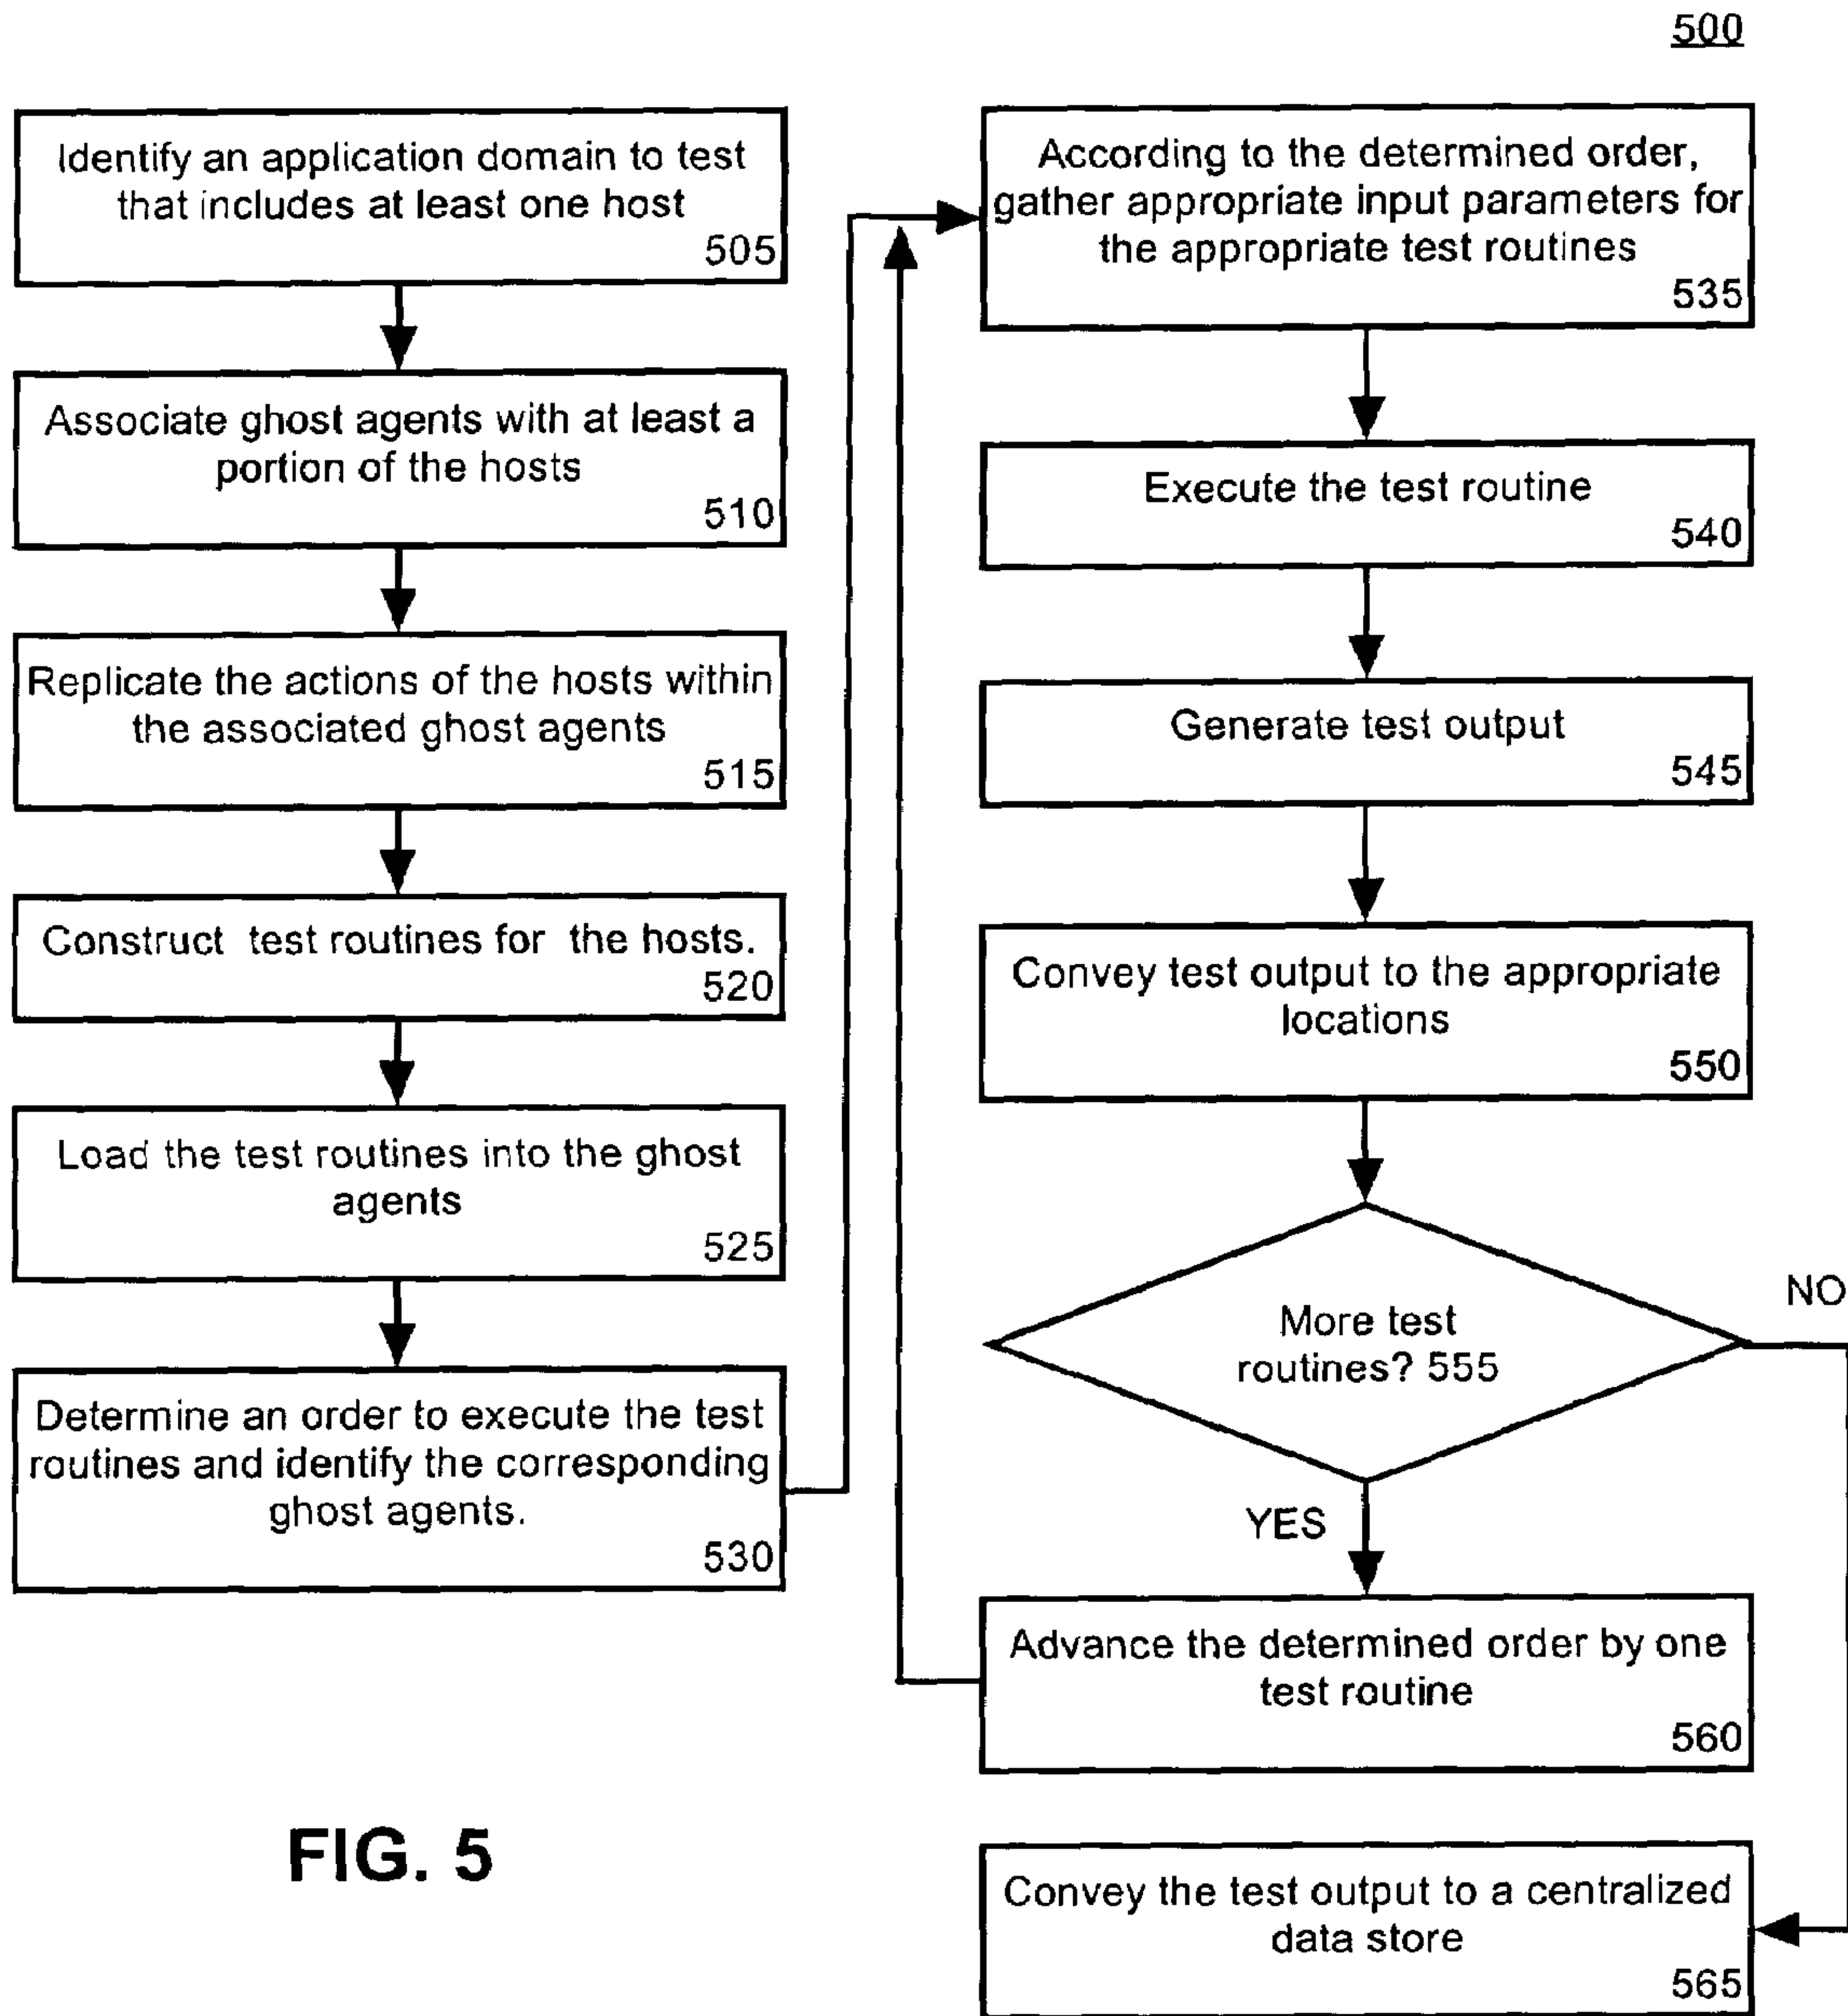 500
Identify an application domain to test
that includes at least one host
505
Associate ghost agents with at least a
portion of the hosts
510
Replicate the actions of the hosts within
the associated ghost agents
515
Construct test routines for the hosts.
520
Load the test routines into the ghost
agents
525
Determine an order to execute the test
routines and identify the corresponding
ghost agents.
530
According to the determined order,
gather appropriate input parameters for
the appropriate test routines
535
Execute the test routine
540
Generate test output
545
Convey test output to the appropriate
locations
550
More test
routines? 555
NO
YES
Advance the determined order by one
test routine
560
Convey the test output to a centralized
data store
565
FIG. 5